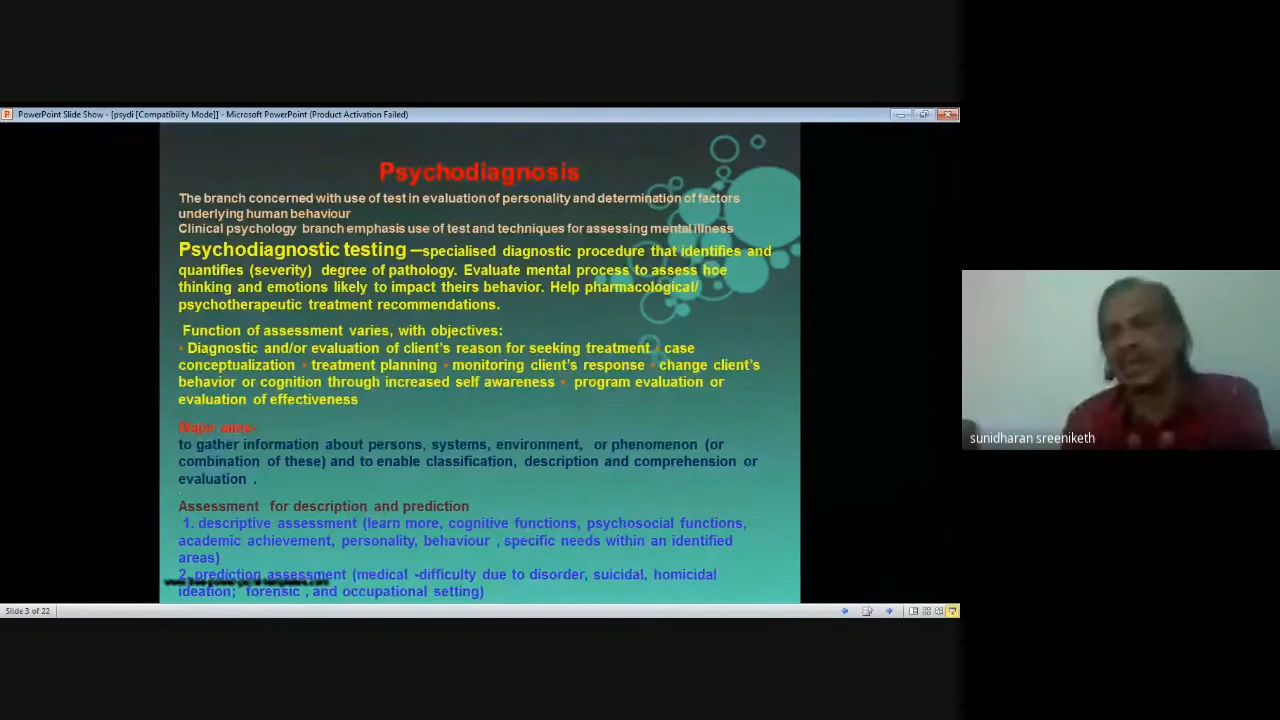 PowerPoint Slide Show - [psydi [Compatibility Mode]] - Microsoft PowerPoint (Product Activation Failed)
Psychodiagnosis
The branch concerned with use of test in evaluation of personality and determination of factors
underlying human behaviour
Clinical psychology branch emphasis use of test and techniques for assessing mental illness
Psychodiagnostic testing –specialised diagnostic procedure that identifies and
quantifies (severity) degree of pathology. Evaluate mental process to assess hoe
thinking and emotions likely to impact theirs behavior. Help pharmacological/
psychotherapeutic treatment recommendations.
Function of assessment varies, with objectives:
• Diagnostic and/or evaluation of client's reason for seeking treatment • case
conceptualization • treatment planning • monitoring client's response • change client's
behavior or cognition through increased self awareness • program evaluation or
evaluation of effectiveness
Major aims-
to gather information about persons, systems, environment, or phenomenon (or
combination of these) and to enable classification, description and comprehension or
evaluation .
Assessment for description and prediction
1. descriptive assessment (learn more, cognitive functions, psychosocial functions,
academic achievement, personality, behaviour , specific needs within an identified
areas)
2. prediction assessment (medical -difficulty due to disorder, suicidal, homicidal
ideation; forensic , and occupational setting)
Slide 3 of 22
sunidharan sreeniketh